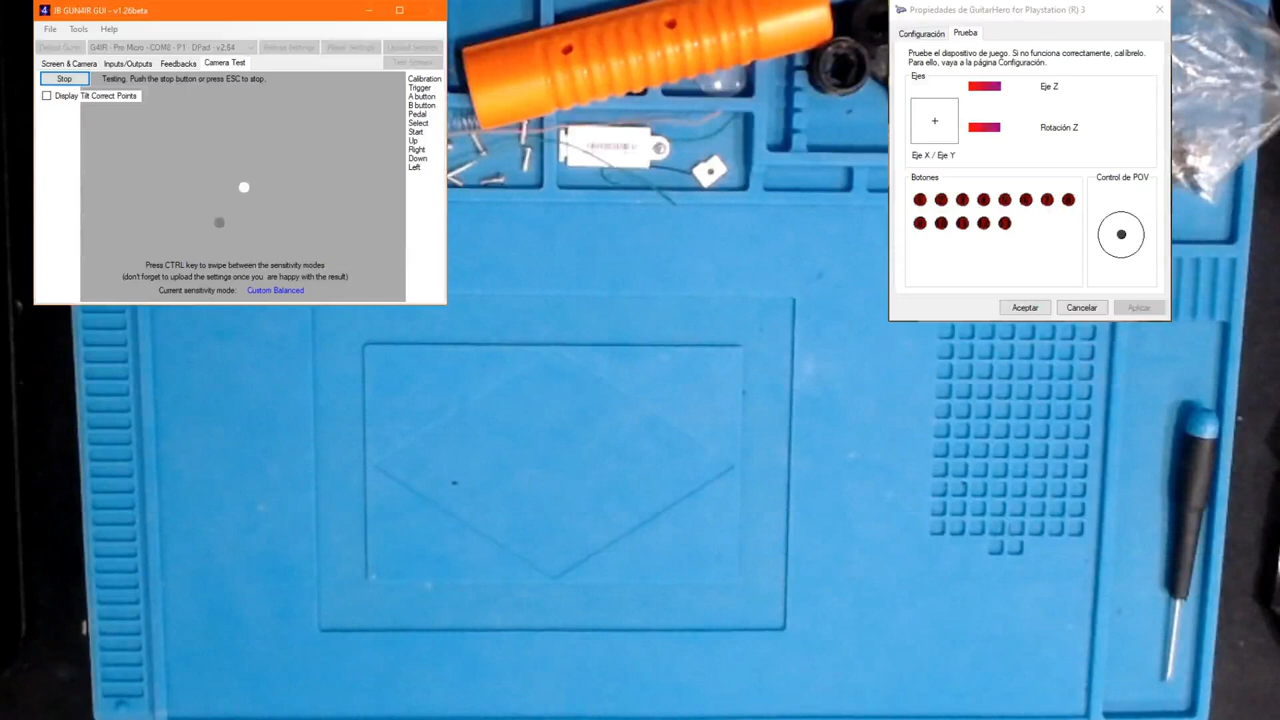 4 IB GUN4IR GUI - v1.26beta
File Tools Help
G4IR - Pro Micro - COM8 - P1 - DPad - v2.64
Screen & Camera Inputs/Outputs Feedbacks Camera Test
Stop Testing. Push the stop button or press ESC to stop.
Display Tilt Correct Points
Calibration
Trigger
A button
B button
Pedal
Select
Start
Up
Right
Down
Left
Press CTRL key to swipe between the sensitivity modes
(don't forget to upload the settings once you are happy with the result)
Current sensitivity mode: Custom Balanced
Propiedades de GuitarHero for Playstation (R) 3
Configuración Prueba
Pruebe el dispositivo de juego. Si no funciona correctamente, calíbrelo.
Para ello, vaya a la página Configuración.
Ejes
Eje Z
Rotación Z
Eje X / Eje Y
Botones
Control de POV
Aceptar Cancelar Aplicar